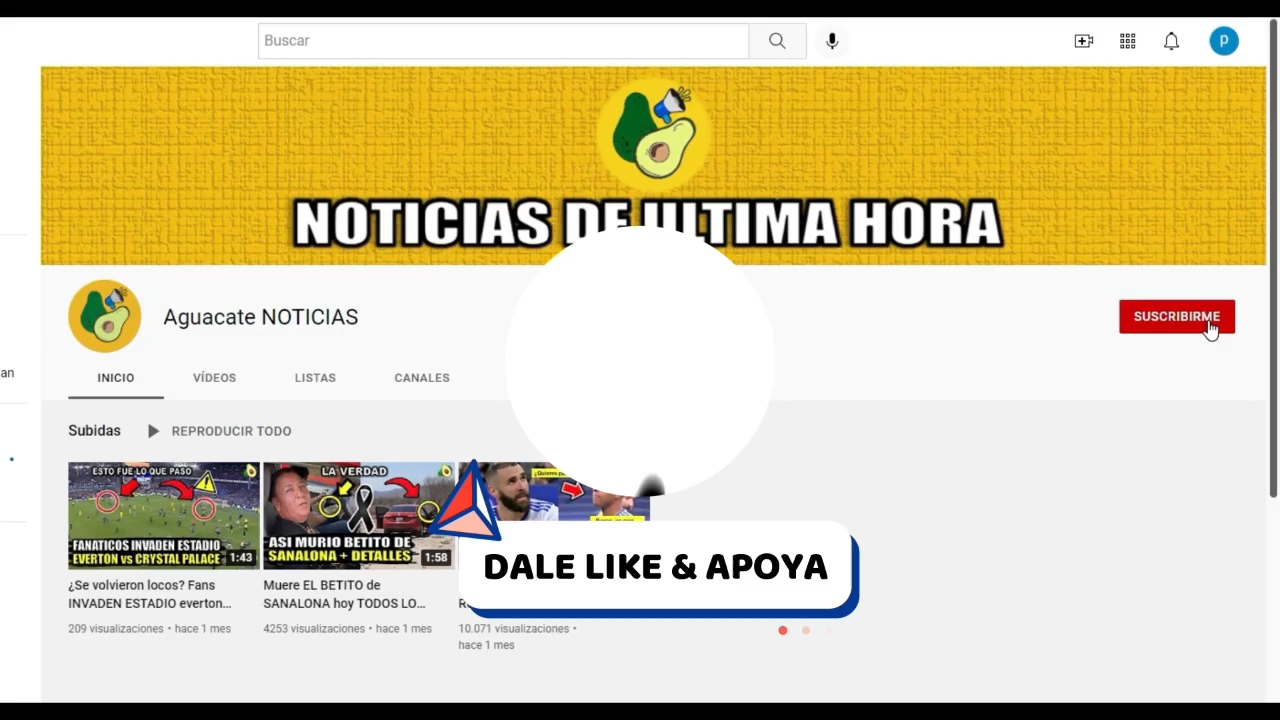 Buscar
p
NOTICIAS DE ULTIMA HORA
Aguacate NOTICIAS
SUSCRIBIRME
an
INICIO
VÍDEOS
LISTAS
CANALES
Subidas
REPRODUCIR TODO
ESTO FUE LO QUE PASO
FANATICOS INVADEN ESTADIO
EVERTON vs CRYSTAL PALACE
1:43
LA VERDAD
ASI MURIO BETITO DE
SANALONA + DETALLES
1:58
DALE LIKE & APOYA
¿Se volvieron locos? Fans
INVADEN ESTADIO everton...
209 visualizaciones • hace 1 mes
Muere EL BETITO de
SANALONA hoy TODOS LO...
4253 visualizaciones • hace 1 mes
10.071 visualizaciones •
hace 1 mes